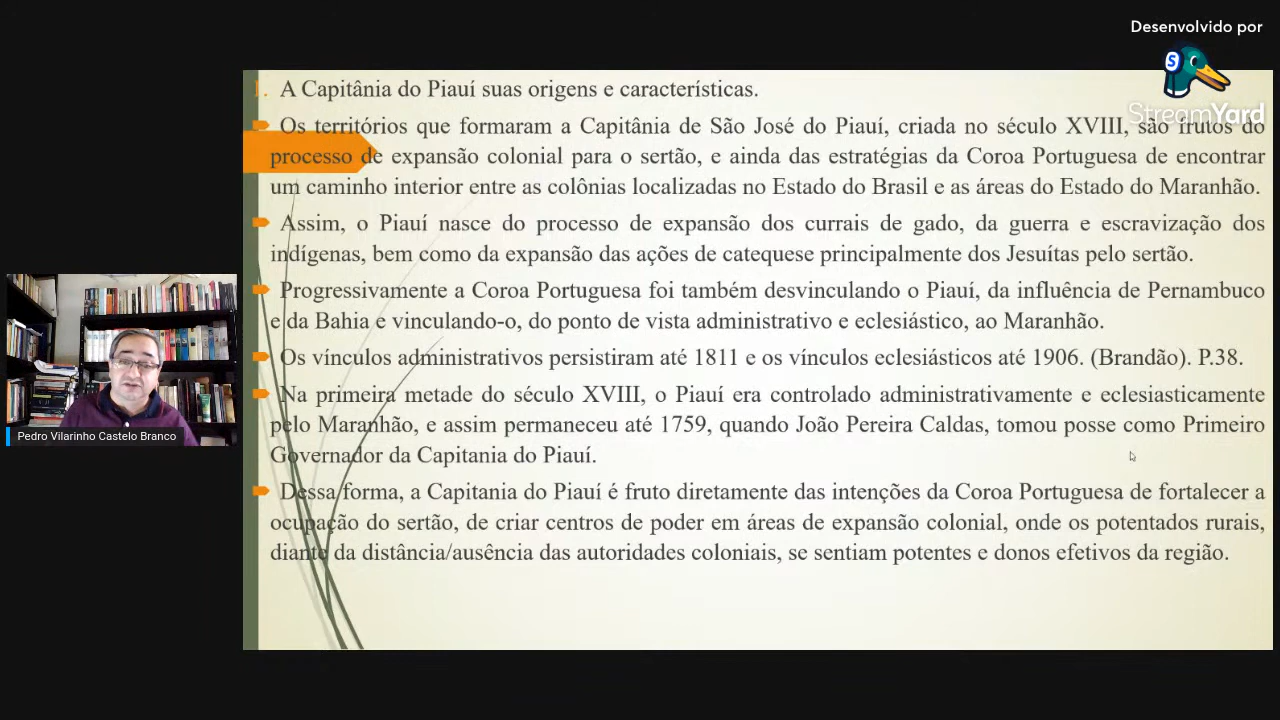 Desenvolvido por
StreamYard
1. A Capitânia do Piauí suas origens e características.
Os territórios que formaram a Capitânia de São José do Piauí, criada no século XVIII, são frutos do
processo de expansão colonial para o sertão, e ainda das estratégias da Coroa Portuguesa de encontrar
um caminho interior entre as colônias localizadas no Estado do Brasil e as áreas do Estado do Maranhão.
Assim, o Piauí nasce do processo de expansão dos currais de gado, da guerra e escravização dos
indígenas, bem como da expansão das ações de catequese principalmente dos Jesuítas pelo sertão.
Progressivamente a Coroa Portuguesa foi também desvinculando o Piauí, da influência de Pernambuco
e da Bahia e vinculando-o, do ponto de vista administrativo e eclesiástico, ao Maranhão.
Os vínculos administrativos persistiram até 1811 e os vínculos eclesiásticos até 1906. (Brandão). P.38.
Na primeira metade do século XVIII, o Piauí era controlado administrativamente e eclesiasticamente
pelo Maranhão, e assim permaneceu até 1759, quando João Pereira Caldas, tomou posse como Primeiro
Governador da Capitania do Piauí.
Dessa forma, a Capitania do Piauí é fruto diretamente das intenções da Coroa Portuguesa de fortalecer a
ocupação do sertão, de criar centros de poder em áreas de expansão colonial, onde os potentados rurais,
diante da distância/ausência das autoridades coloniais, se sentiam potentes e donos efetivos da região.
Pedro Vilarinho Castelo Branco